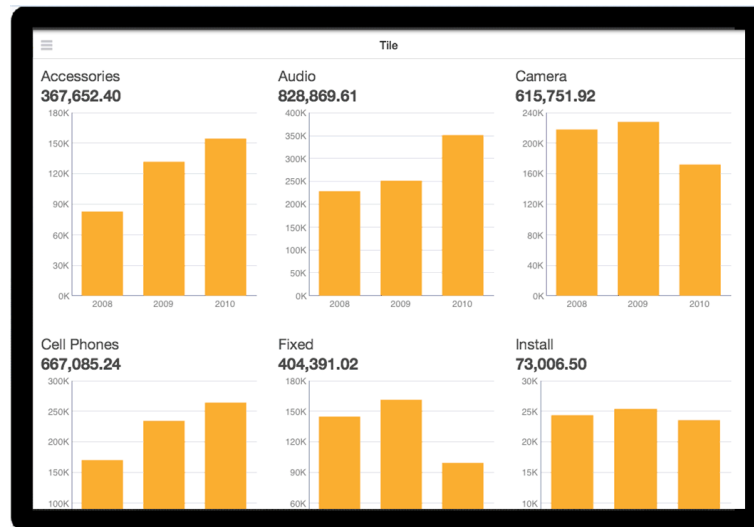 Tile
Accessories
367,652.40
180K
150K
120K
90K
60K
30K
0K
2008 2009 2010
Audio
828,869.61
400K
350K
300K
250K
200K
150K
100K
50K
0K
2008 2009 2010
Camera
615,751.92
240K
200K
160K
120K
80K
40K
0K
2008 2009 2010
Cell Phones
667,085.24
300K
250K
200K
150K
100K
Fixed
404,391.02
180K
150K
120K
90K
60K
Install
73,006.50
30K
25K
20K
15K
10K